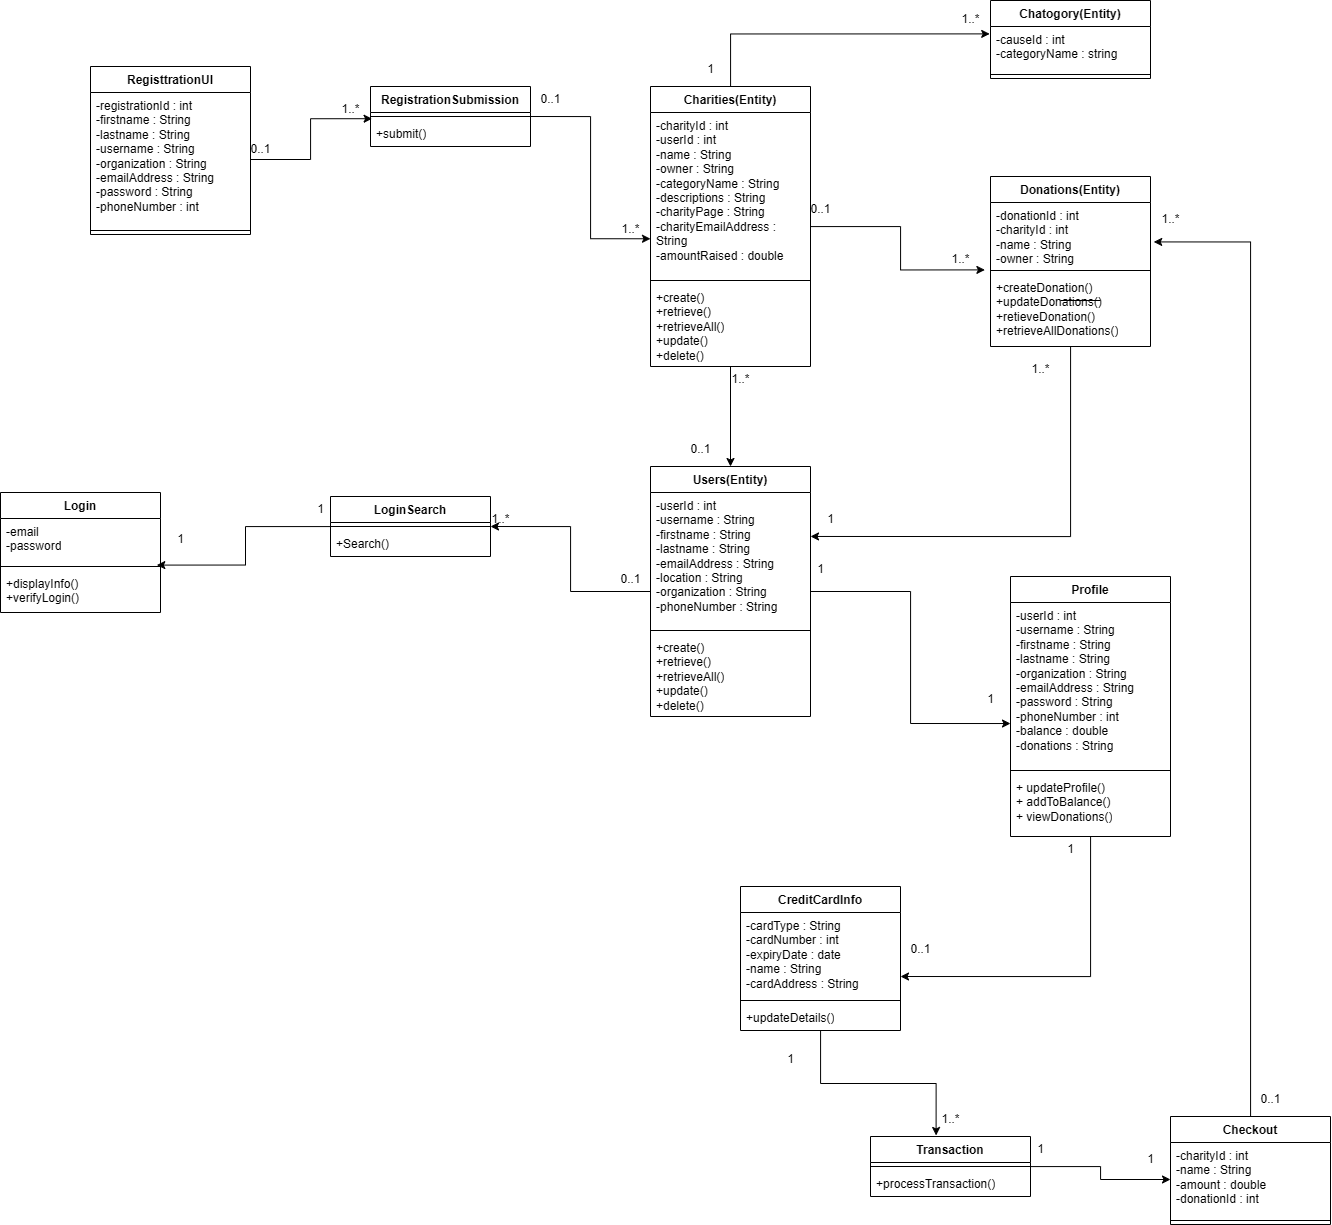 Chatogory(Entity)
-causeId : int
-categoryName : string
1..*
1
RegisttrationUI
-registrationId : int
-firstname : String
-lastname : String
-username : String
-organization : String
-emailAddress : String
-password : String
-phoneNumber : int
0..1
1..*
RegistrationSubmission
+submit()
0..1
1..*
Charities(Entity)
-charityId : int
-userId : int
-name : String
-owner : String
-categoryName : String
-descriptions : String
-charityPage : String
-charityEmailAddress :
String
-amountRaised : double
+create()
+retrieve()
+retrieveAll()
+update()
+delete()
0..1
1..*
Donations(Entity)
-donationId : int
-charityId : int
-name : String
-owner : String
+createDonation()
+updateDonations()
+retieveDonation()
+retrieveAllDonations()
1..*
1..*
1..*
0..1
Login
-email
-password
+displayInfo()
+verifyLogin()
1
1
LoginSearch
+Search()
1..*
0..1
Users(Entity)
-userId : int
-username : String
-firstname : String
-lastname : String
-emailAddress : String
-location : String
-organization : String
-phoneNumber : String
+create()
+retrieve()
+retrieveAll()
+update()
+delete()
1
1
1
Profile
-userId : int
-username : String
-firstname : String
-lastname : String
-organization : String
-emailAddress : String
-password : String
-phoneNumber : int
-balance : double
-donations : String
+ updateProfile()
+ addToBalance()
+ viewDonations()
1
CreditCardInfo
-cardType : String
-cardNumber : int
-expiryDate : date
-name : String
-cardAddress : String
+updateDetails()
0..1
1
1..*
Transaction
+processTransaction()
1
1
0..1
Checkout
-charityId : int
-name : String
-amount : double
-donationId : int